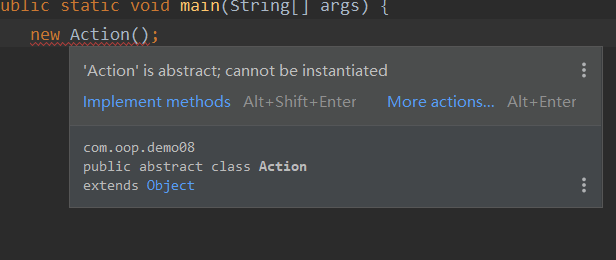 ublic static void main(String[] args) {
new Action();
'Action' is abstract; cannot be instantiated
Implement methods Alt+Shift+Enter More actions... Alt+Enter
com.oop.demo08
public abstract class Action
extends Object